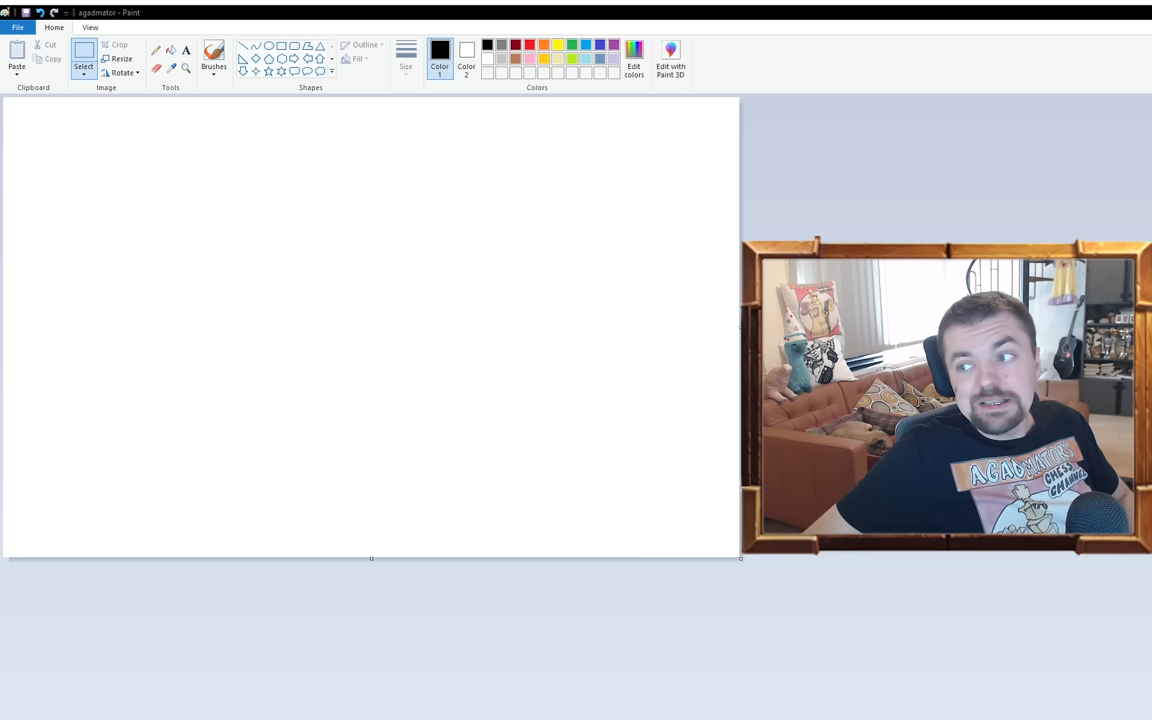 agadmator - Paint
File Home View
Paste
Cut
Copy
Clipboard
Select
Crop
Resize
Rotate
Image
Tools
Brushes
Shapes
Outline
Fill
Size
Color 1
Color 2
Edit colors
Colors
Edit with Paint 3D
AGADMATOR'S
CHESS
CHANNEL